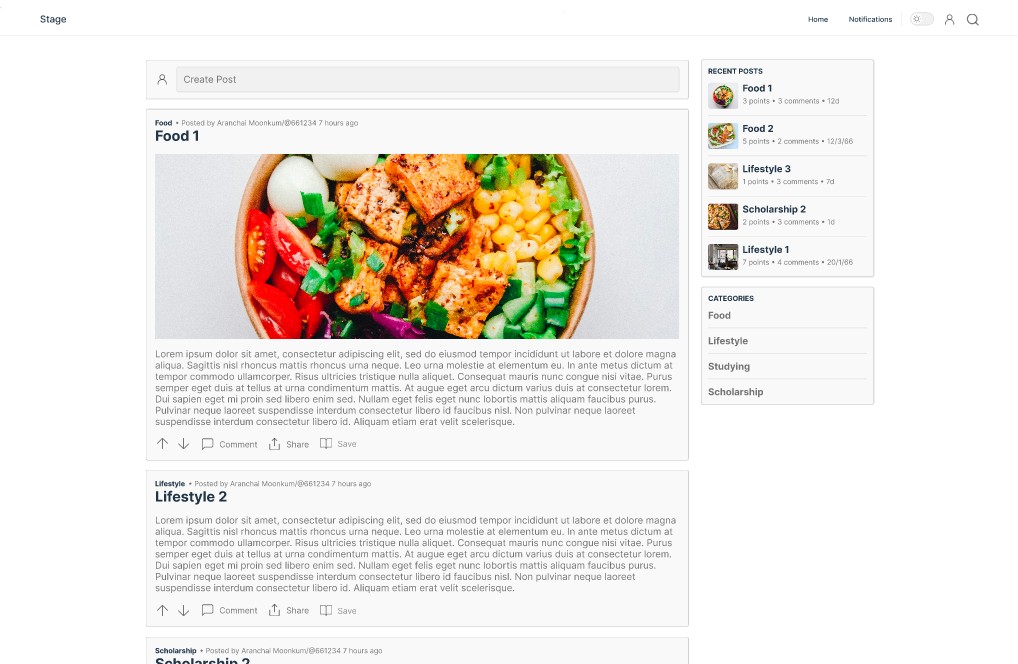 Stage
Home
Notifications
Create Post
Food • Posted by Aranchai Moonkum/@661234 7 hours ago
Food 1
Lorem ipsum dolor sit amet, consectetur adipiscing elit, sed do eiusmod tempor incididunt ut labore et dolore magna
aliqua. Sagittis nisl rhoncus mattis rhoncus urna neque. Leo urna molestie at elementum eu. In ante metus dictum at
tempor commodo ullamcorper. Risus ultricies tristique nulla aliquet. Consequat mauris nunc congue nisi vitae. Purus
semper eget duis at tellus at urna condimentum mattis. At augue eget arcu dictum varius duis at consectetur lorem.
Dui sapien eget mi proin sed libero enim sed. Nullam eget felis eget nunc lobortis mattis aliquam faucibus purus.
Pulvinar neque laoreet suspendisse interdum consectetur libero id faucibus nisl. Non pulvinar neque laoreet
suspendisse interdum consectetur libero id. Aliquam etiam erat velit scelerisque.
Comment
Share
Save
Lifestyle • Posted by Aranchai Moonkum/@661234 7 hours ago
Lifestyle 2
Lorem ipsum dolor sit amet, consectetur adipiscing elit, sed do eiusmod tempor incididunt ut labore et dolore magna
aliqua. Sagittis nisl rhoncus mattis rhoncus urna neque. Leo urna molestie at elementum eu. In ante metus dictum at
tempor commodo ullamcorper. Risus ultricies tristique nulla aliquet. Consequat mauris nunc congue nisi vitae. Purus
semper eget duis at tellus at urna condimentum mattis. At augue eget arcu dictum varius duis at consectetur lorem.
Dui sapien eget mi proin sed libero enim sed. Nullam eget felis eget nunc lobortis mattis aliquam faucibus purus.
Pulvinar neque laoreet suspendisse interdum consectetur libero id faucibus nisl. Non pulvinar neque laoreet
suspendisse interdum consectetur libero id. Aliquam etiam erat velit scelerisque.
Comment
Share
Save
Scholarship • Posted by Aranchai Moonkum/@661234 7 hours ago
Scholarship 2
RECENT POSTS
Food 1
3 points • 3 comments • 12d
Food 2
5 points • 2 comments • 12/3/66
Lifestyle 3
1 points • 3 comments • 7d
Scholarship 2
2 points • 3 comments • 1d
Lifestyle 1
7 points • 4 comments • 20/1/66
CATEGORIES
Food
Lifestyle
Studying
Scholarship